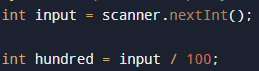 int input = scanner.nextInt();
int hundred = input / 100;